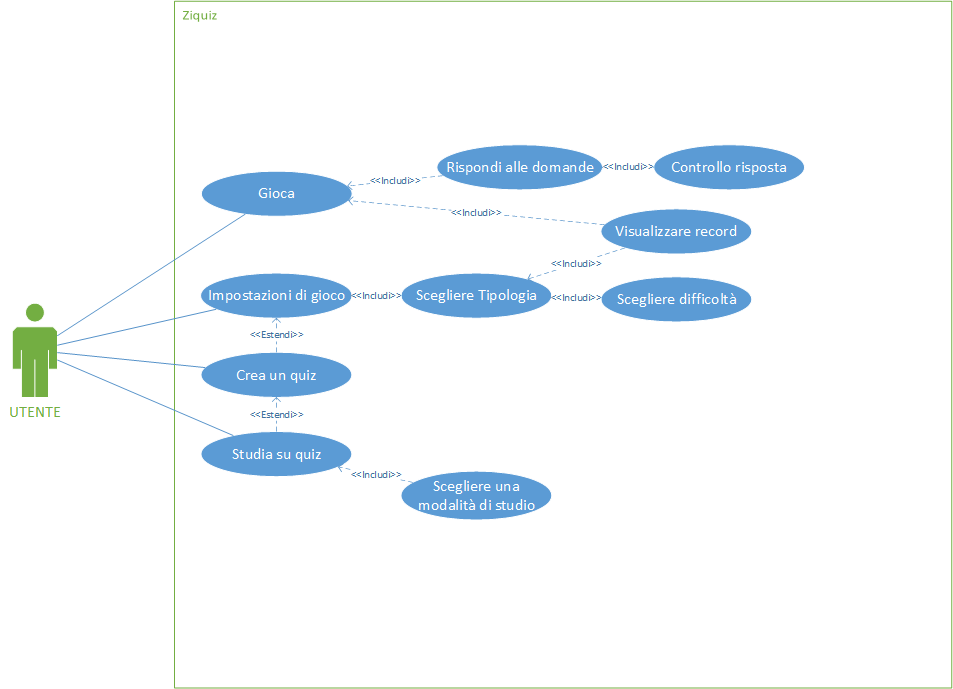 Ziquiz
Rispondi alle domande
<<Includi>>
Controllo risposta
<<Includi>>
Gioca
<<Includi>>
Visualizzare record
<<Includi>>
Impostazioni di gioco
<<Includi>>
Scegliere Tipologia
<<Includi>>
Scegliere difficoltà
<<Estendi>>
Crea un quiz
UTENTE
<<Estendi>>
Studia su quiz
<<Includi>>
Scegliere una
modalità di studio